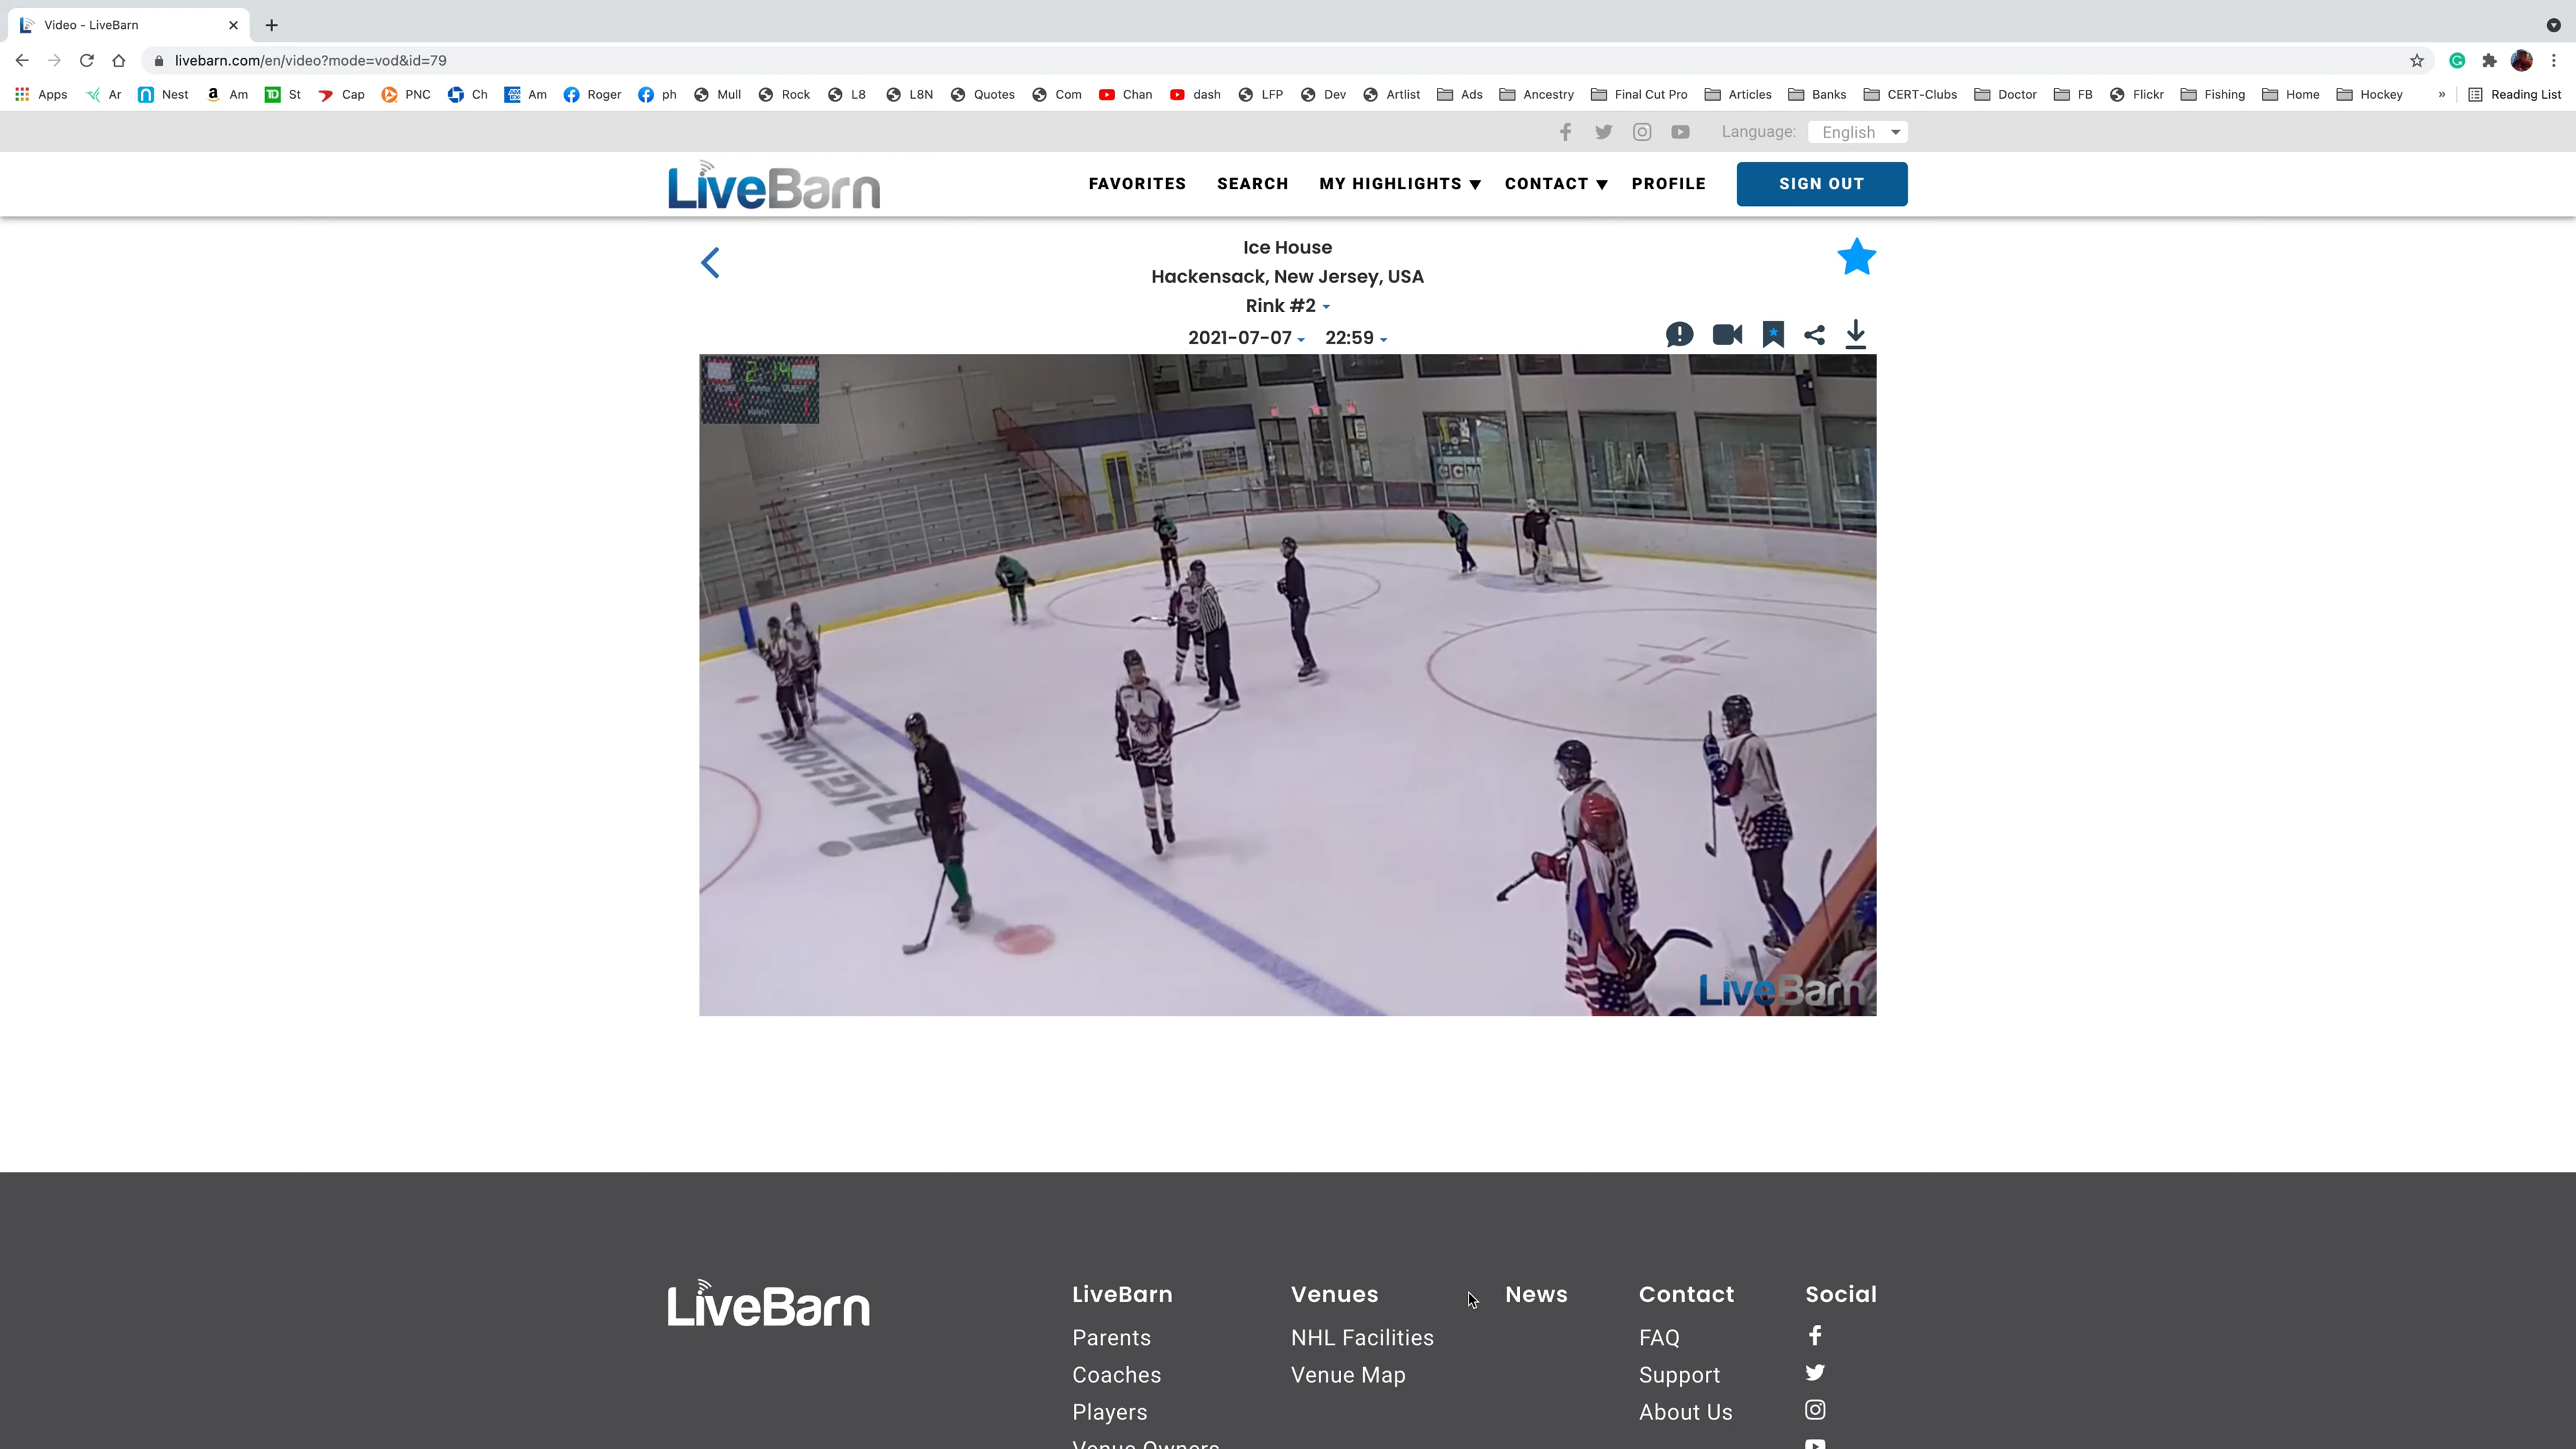 Video - LiveBarn
livebarn.com/en/video?mode=vod&id=79
Apps Ar Nest Am St Cap PNC Ch Am Roger ph Mull Rock L8 L8N Quotes Com Chan dash LFP Dev Artlist Ads Ancestry Final Cut Pro Articles Banks CERT-Clubs Doctor FB Flickr Fishing Home Hockey » Reading List
Language: English
LiveBarn FAVORITES SEARCH MY HIGHLIGHTS CONTACT PROFILE SIGN OUT
Ice House
Hackensack, New Jersey, USA
Rink #2
2021-07-07 22:59
CCM
LiveBarn
LiveBarn LiveBarn Venues News Contact Social
Parents NHL Facilities FAQ
Coaches Venue Map Support
Players About Us
Venue Owners